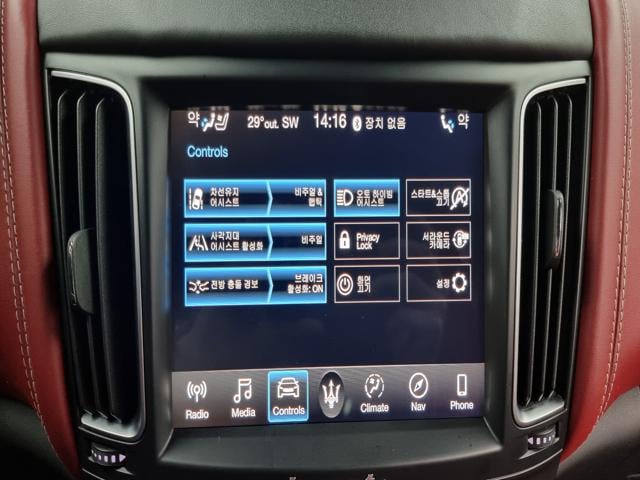 약 29°out. SW 14:16 장치 없음 약
Controls
차선유지
어시스트
비주얼 &
햅틱
오토 하이빔
어시스트
스타트&스톱
끄기
사각지대
어시스트 활성화
비주얼
Privacy
Lock
서라운드
카메라
전방 충돌 경보
브레이크
활성화: ON
화면
끄기
설정
Radio Media Controls Climate Nav Phone